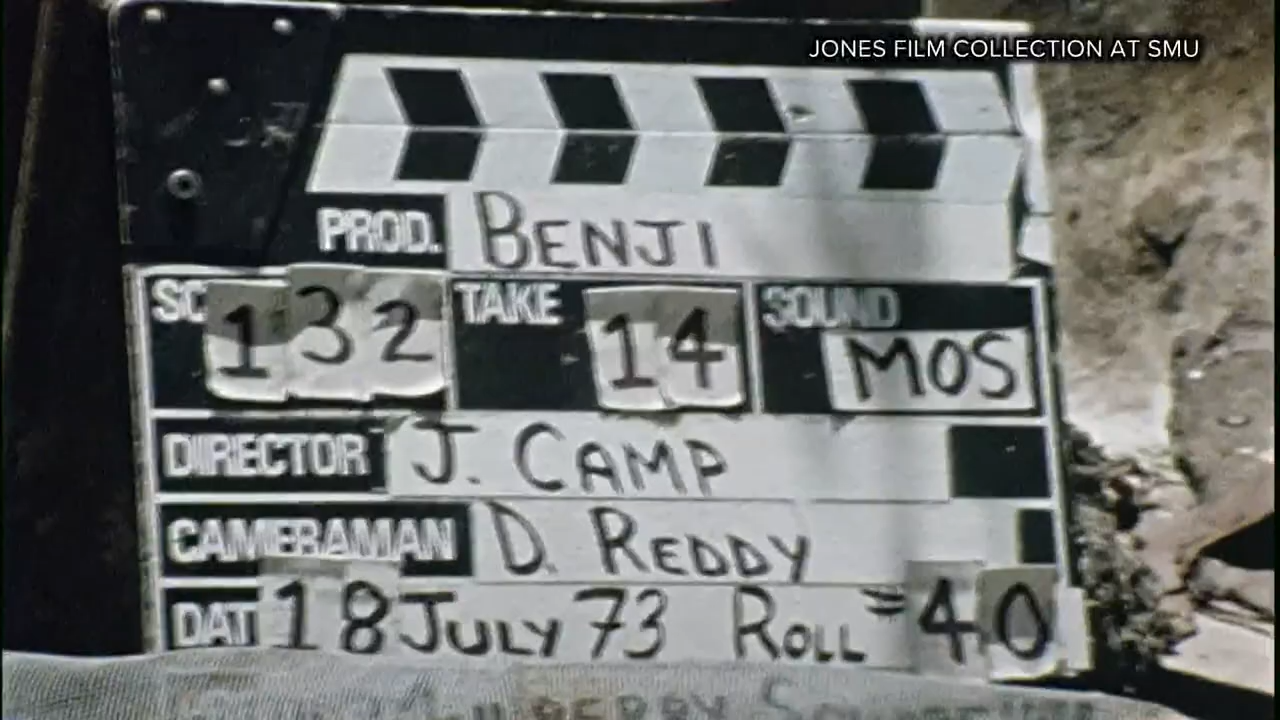 JONES FILM COLLECTION AT SMU
PROD. BENJI
SC 132 TAKE 14 SOUND MOS
DIRECTOR J. CAMP
CAMERAMAN D. REDDY
DAT 18 JULY 73 ROLL # 40